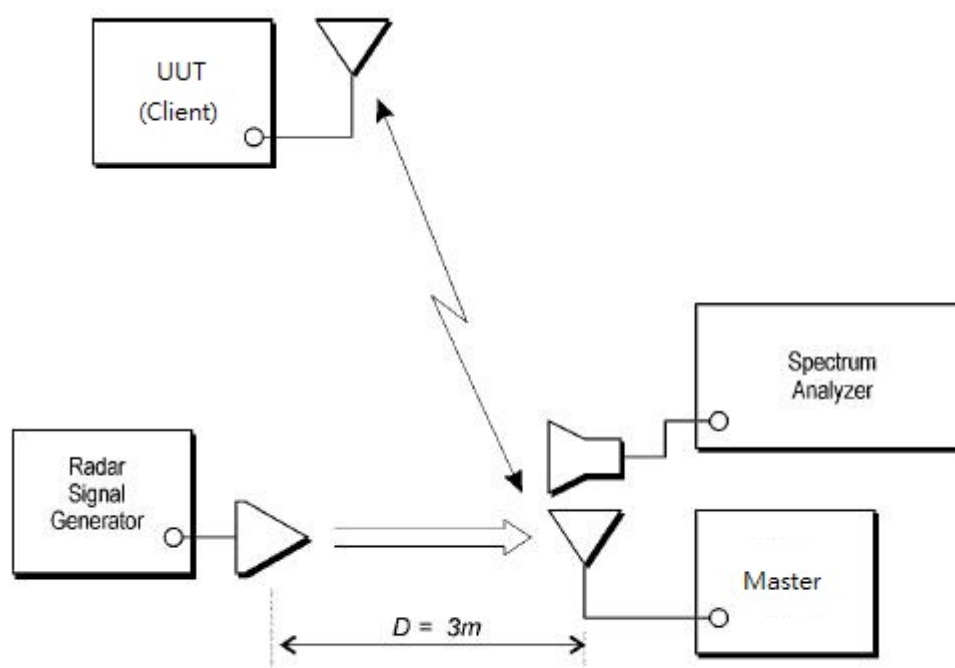 UUT
(Client)
Spectrum
Analyzer
Radar
Signal
Generator
Master
D = 3m